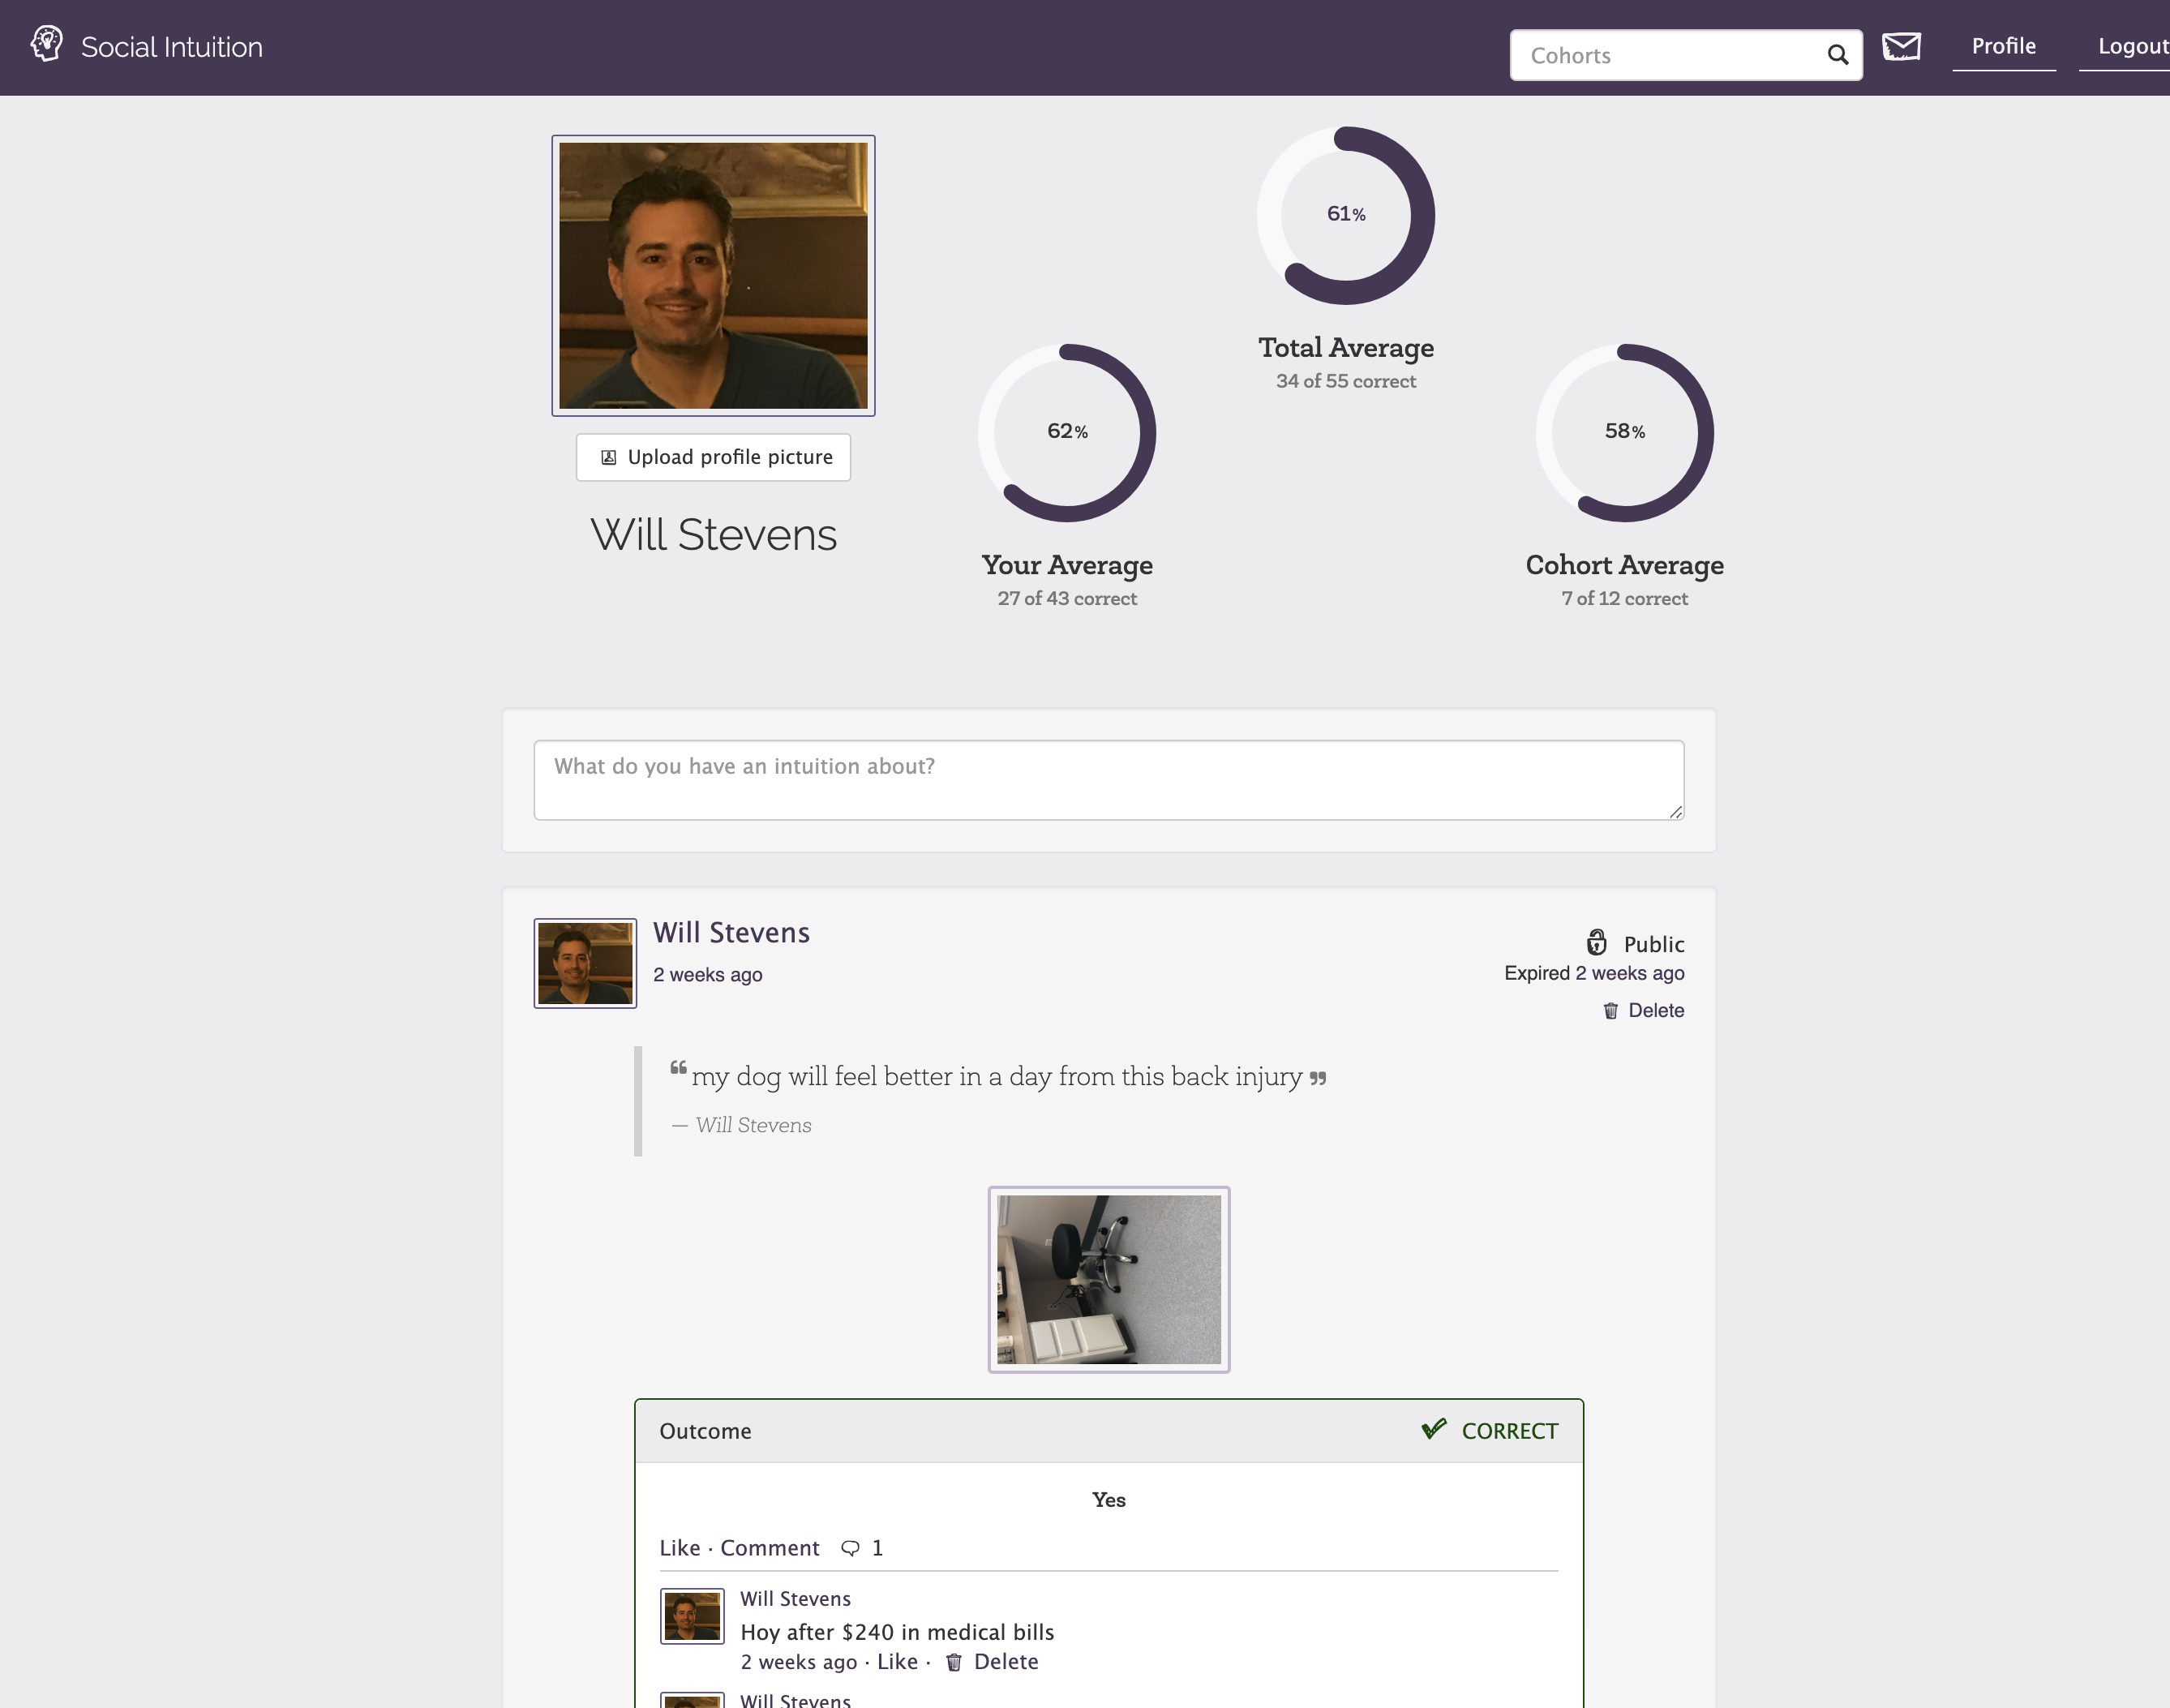 Social Intuition
Cohorts
Profile
Logout
61%
Total Average
34 of 55 correct
62%
58%
Upload profile picture
Will Stevens
Your Average
27 of 43 correct
Cohort Average
7 of 12 correct
What do you have an intuition about?
Will Stevens
2 weeks ago
Public
Expired 2 weeks ago
Delete
“ my dog will feel better in a day from this back injury ”
— Will Stevens
Outcome
CORRECT
Yes
Like · Comment 1
Will Stevens
Hoy after $240 in medical bills
2 weeks ago · Like · Delete
Will Stevens